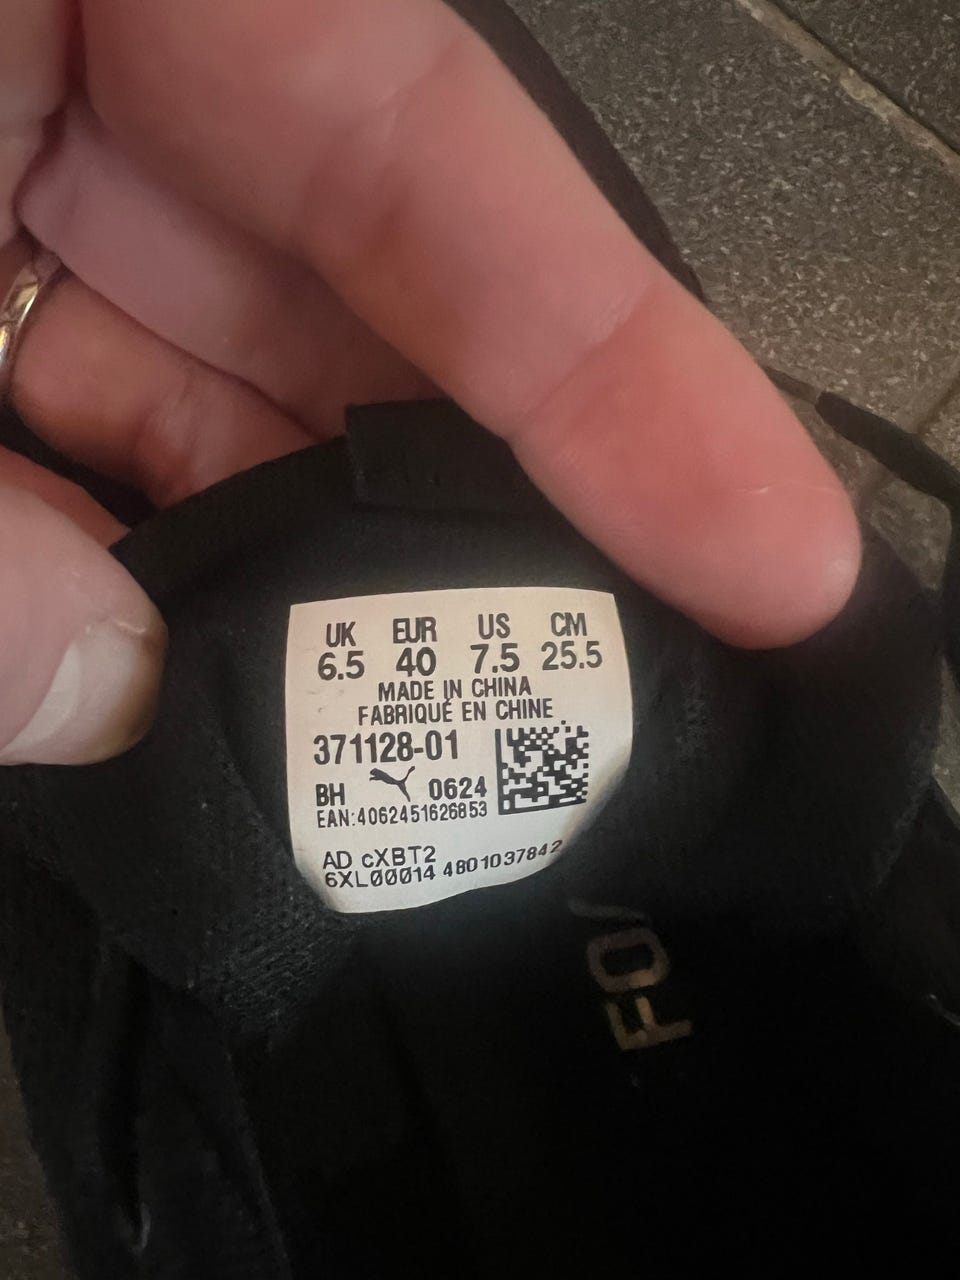 UK EUR US CM
6.5 40 7.5 25.5
MADE IN CHINA
FABRIQUÉ EN CHINE
371128-01
BH 0624
EAN:4062451626853
AD cXBT2
6XL00014 4801037842